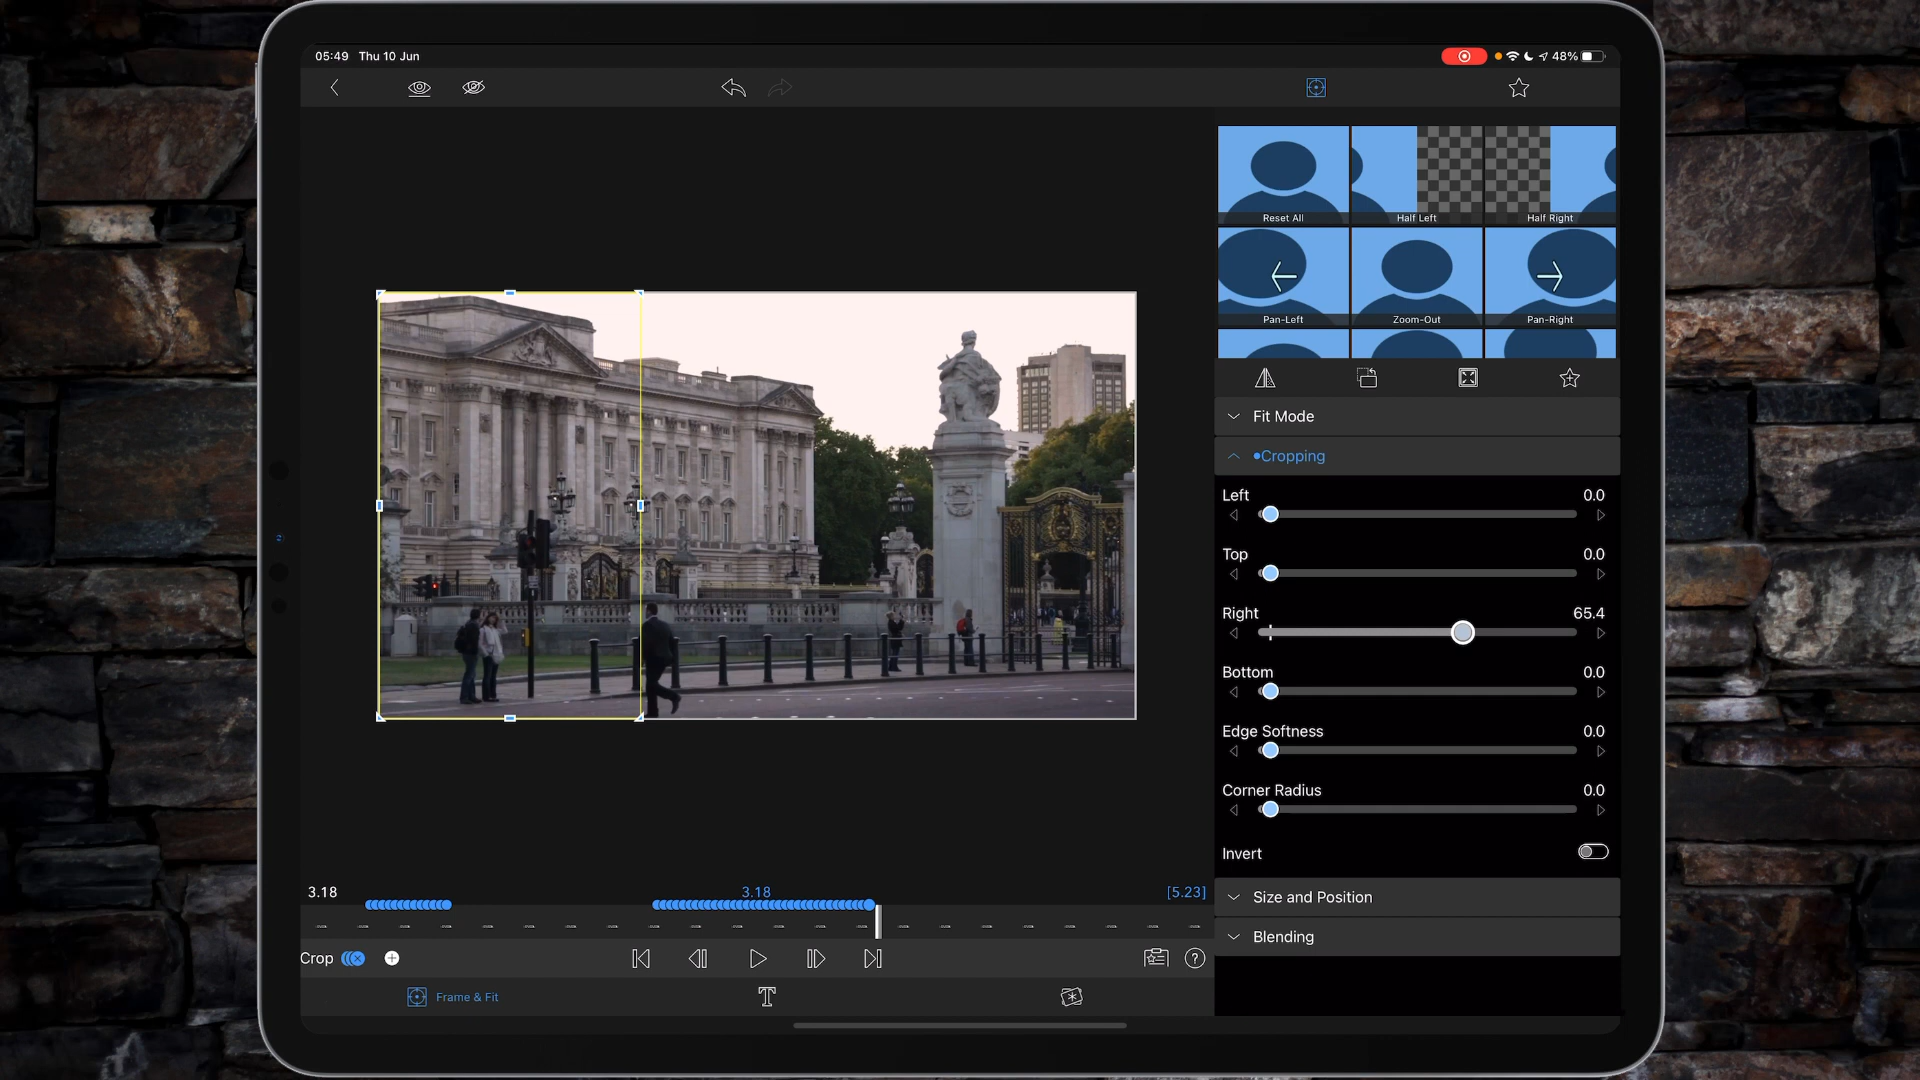 05:49 Thu 10 Jun
48%
Reset All
Half Left
Half Right
Pan-Left
Zoom-Out
Pan-Right
Fit Mode
•Cropping
Left 0.0
Top 0.0
Right 65.4
Bottom 0.0
Edge Softness 0.0
Corner Radius 0.0
Invert
3.18 3.18 [5.23]
Size and Position
Blending
Crop
Frame & Fit